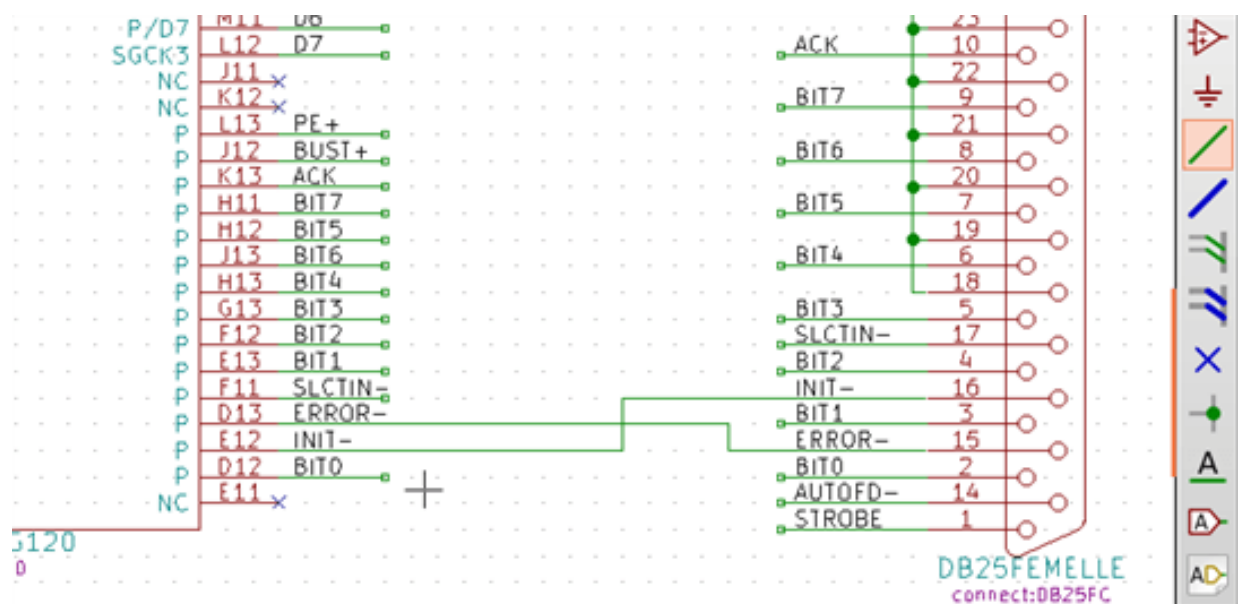 P/D7 M11 D6
SGCK3 L12 D7
NC J11
NC K12
P L13 PE+
P J12 BUST+
P K13 ACK
P H11 BIT7
P H12 BIT5
P J13 BIT6
P H13 BIT4
P G13 BIT3
P F12 BIT2
P E13 BIT1
P F11 SLCTIN-
P D13 ERROR-
P E12 INIT-
P D12 BIT0
NC E11
23
ACK 10
22
BIT7 9
21
BIT6 8
20
BIT5 7
19
BIT4 6
18
BIT3 5
SLCTIN- 17
BIT2 4
INIT- 16
BIT1 3
ERROR- 15
BIT0 2
AUTOFD- 14
STROBE 1
DB25FEMELLE
connect:DB25FC
A
A
AD